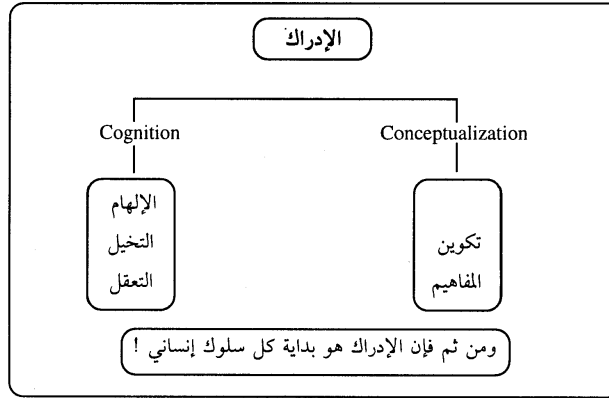 الإدراك
Conceptualization
Cognition
تكوين
المفاهيم
الإلهام
التخيل
التعقل
ومن ثم فإن الإدراك هو بداية كل سلوك إنساني !